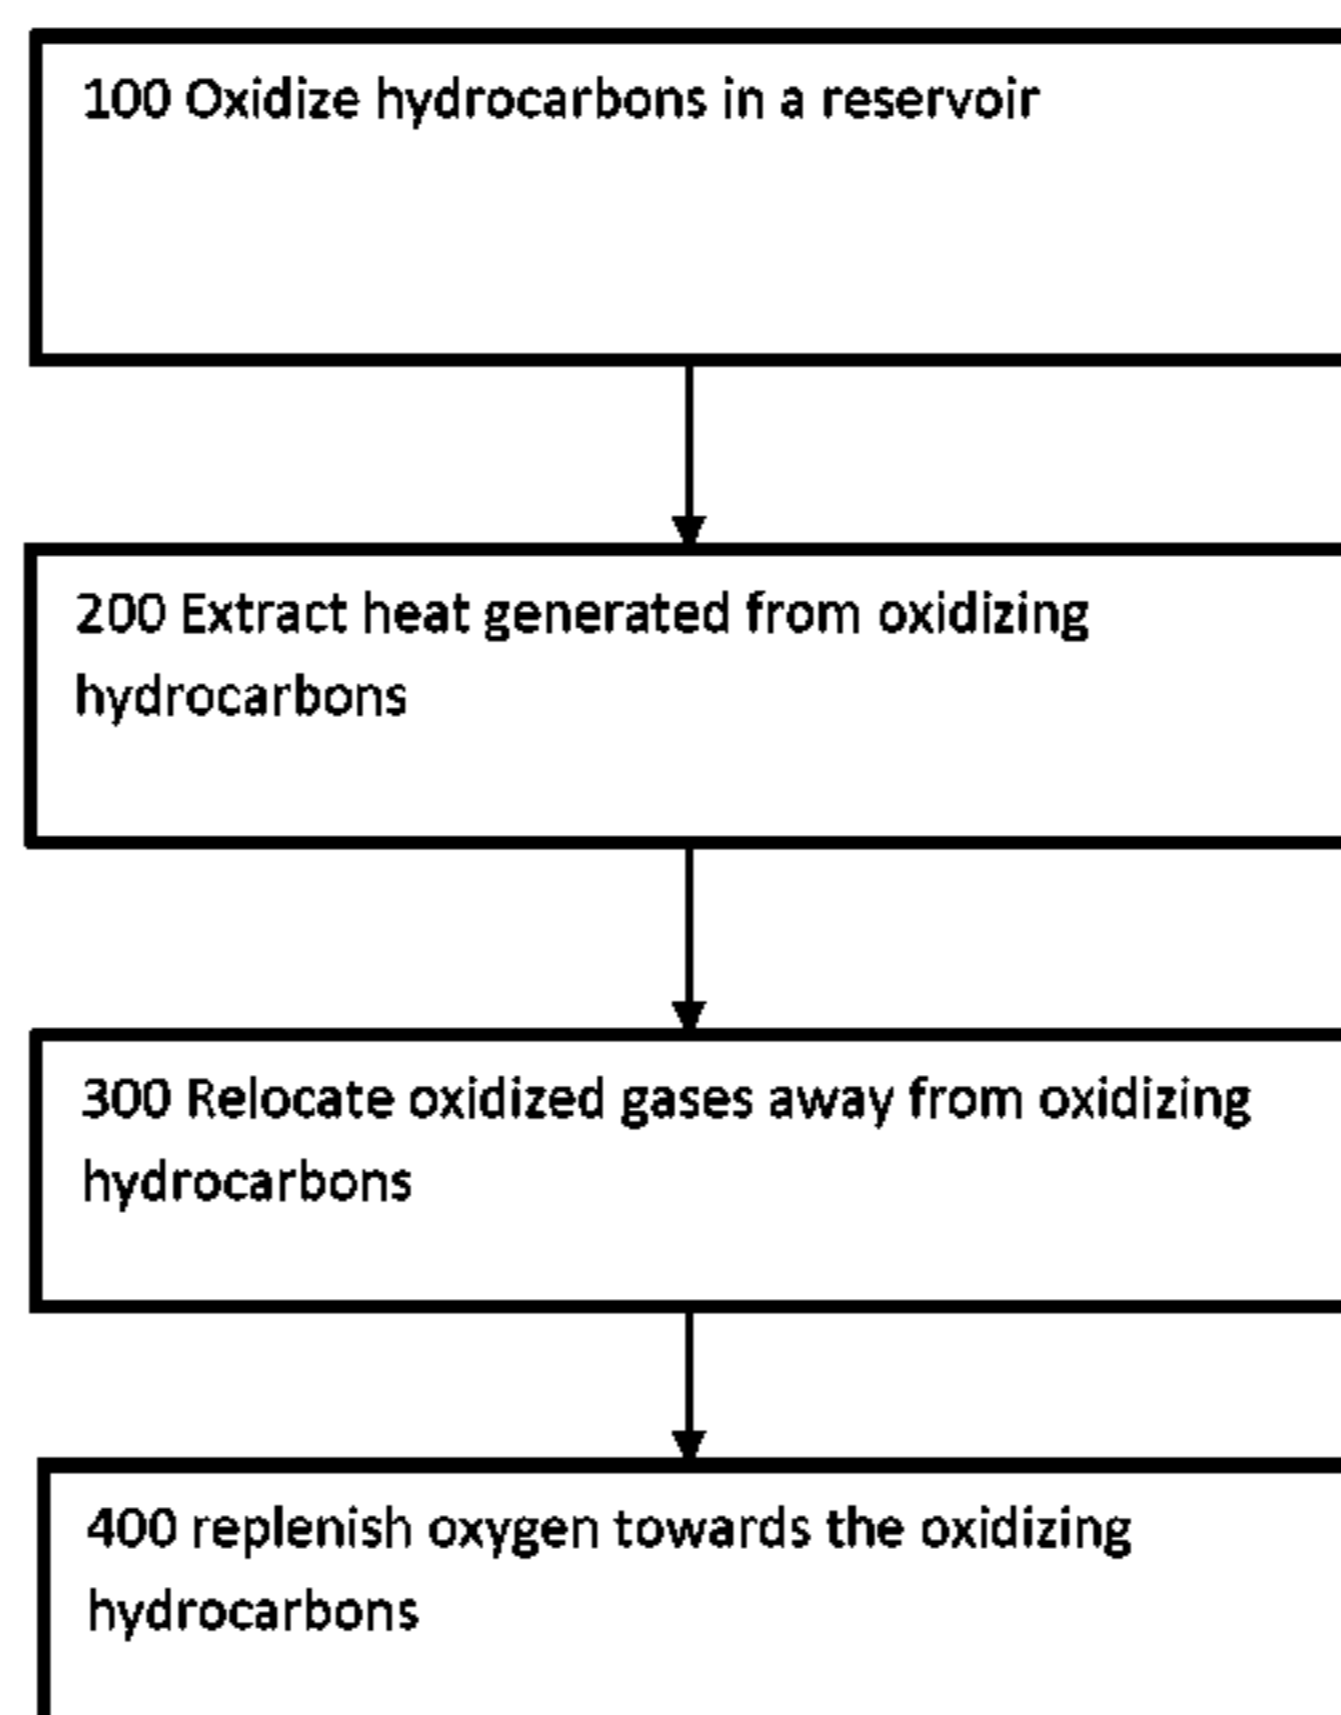 100 Oxidize hydrocarbons in a reservoir
200 Extract heat generated from oxidizing
hydrocarbons
300 Relocate oxidized gases away from oxidizing
hydrocarbons
400 replenish oxygen towards the oxidizing
hydrocarbons